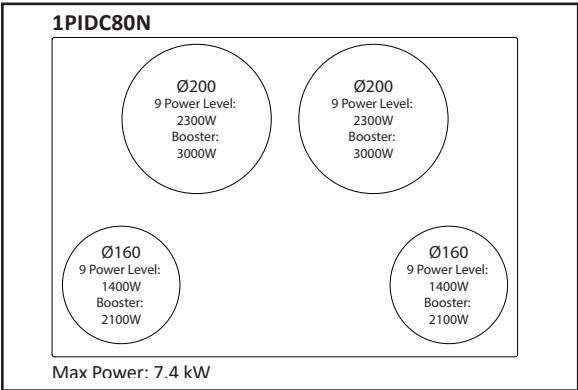 1PIDC80N
Ø200
9 Power Level:
2300W
Booster:
3000W
Ø200
9 Power Level:
2300W
Booster:
3000W
Ø160
9 Power Level:
1400W
Booster:
2100W
Ø160
9 Power Level:
1400W
Booster:
2100W
Max Power: 7.4 kW